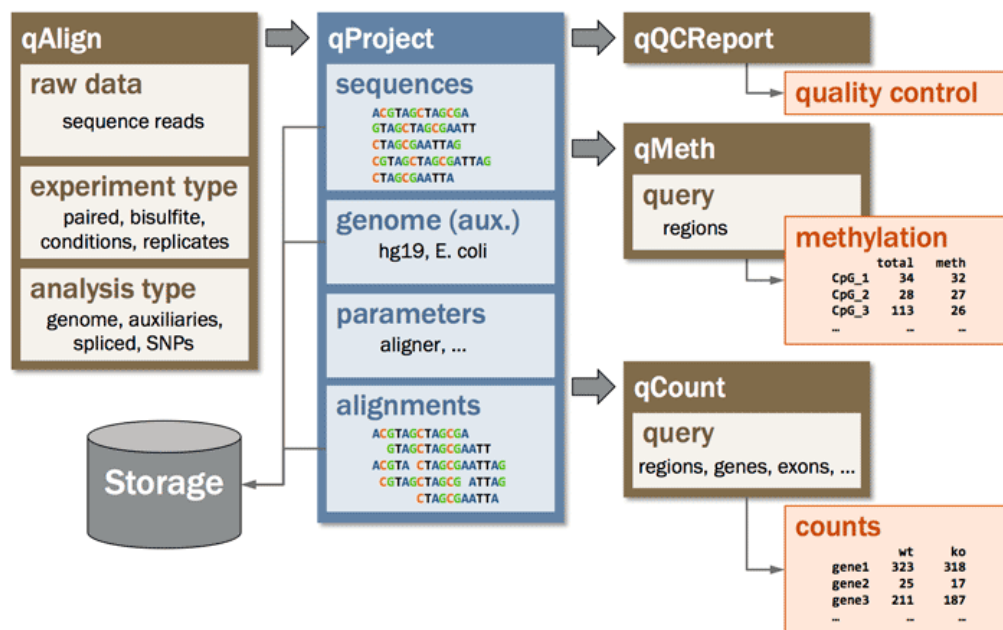 qAlign
raw data
sequence reads
experiment type
paired, bisulfite,
conditions, replicates
analysis type
genome, auxiliaries,
spliced, SNPs
Storage
qProject
sequences
ACGTAGCTAGCGA
GTAGCTAGCGAATT
CTAGCGAATTAG
CGTAGCTAGCGATTAG
CTAGCGAATTA
genome (aux.)
hg19, E. coli
parameters
aligner, ...
alignments
ACGTAGCTAGCGA
GTAGCTAGCGAATT
ACGTA CTAGCGAATTAG
CGTAGCTAGCG ATTAG
CTAGCGAATTA
qQCReport
quality control
qMeth
query
regions
methylation
total meth
CpG_1 34 32
CpG_2 28 27
CpG_3 113 26
… … …
qCount
query
regions, genes, exons, ...
counts
wt ko
gene1 323 318
gene2 25 17
gene3 211 187
… … …